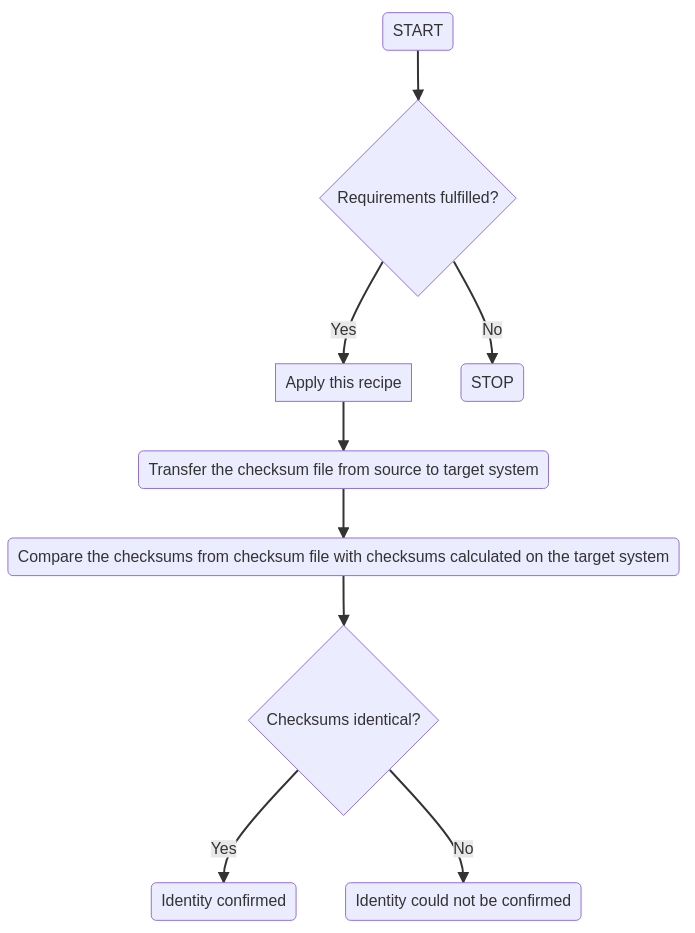 START
Requirements fulfilled?
Yes
No
Apply this recipe
STOP
Transfer the checksum file from source to target system
Compare the checksums from checksum file with checksums calculated on the target system
Checksums identical?
Yes
No
Identity confirmed
Identity could not be confirmed